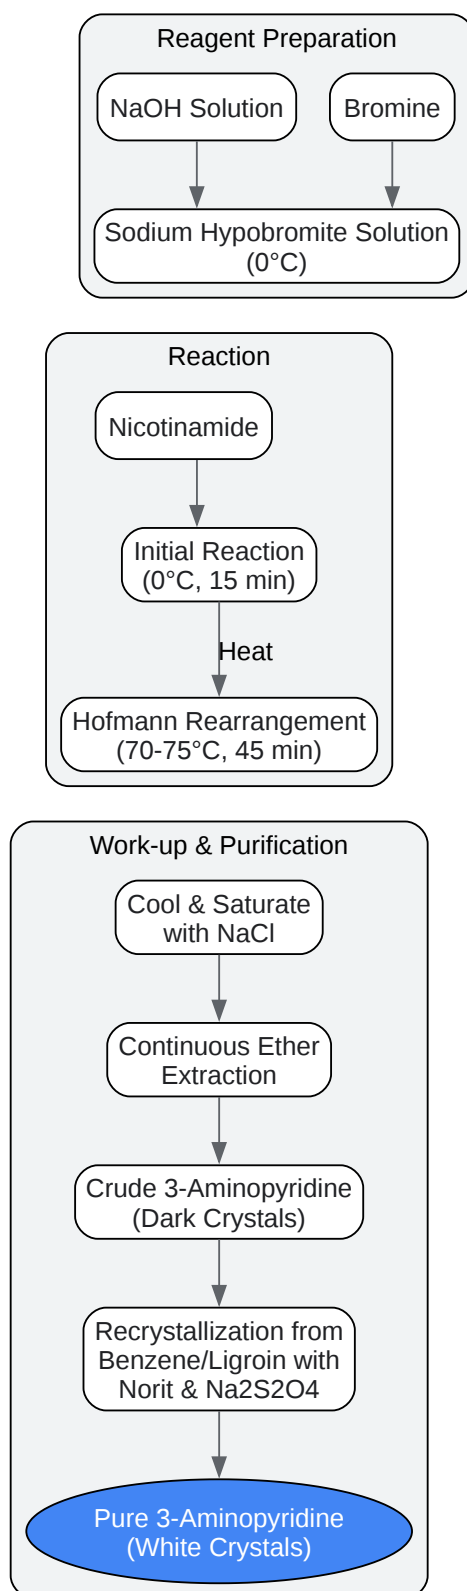 Reagent Preparation
NaOH Solution
Bromine
Sodium Hypobromite Solution
(0°C)
Reaction
Nicotinamide
Initial Reaction
(0°C, 15 min)
Heat
Hofmann Rearrangement
(70-75°C, 45 min)
Work-up & Purification
Cool & Saturate
with NaCl
Continuous Ether
Extraction
Crude 3-Aminopyridine
(Dark Crystals)
Recrystallization from
Benzene/Ligroin with
Norit & Na2S2O4
Pure 3-Aminopyridine
(White Crystals)